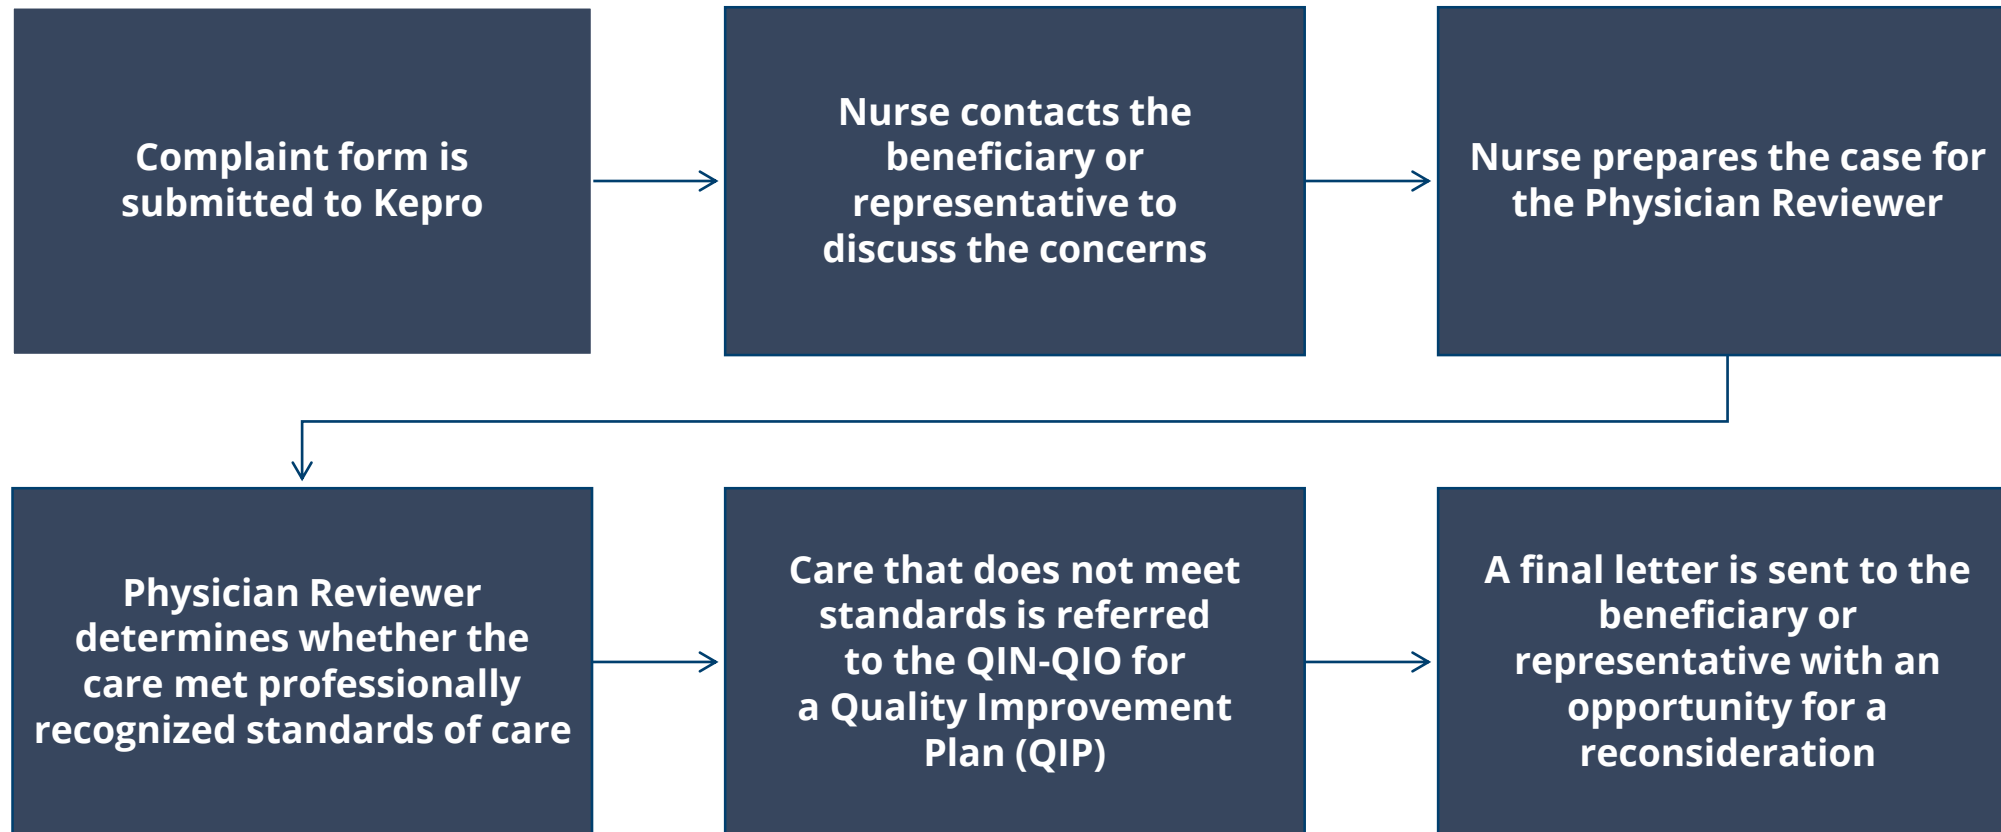 Complaint form is
submitted to Kepro
Nurse contacts the
beneficiary or
representative to
discuss the concerns
Nurse prepares the case for
the Physician Reviewer
Physician Reviewer
determines whether the
care met professionally
recognized standards of care
Care that does not meet
standards is referred
to the QIN-QIO for
a Quality Improvement
Plan (QIP)
A final letter is sent to the
beneficiary or
representative with an
opportunity for a
reconsideration